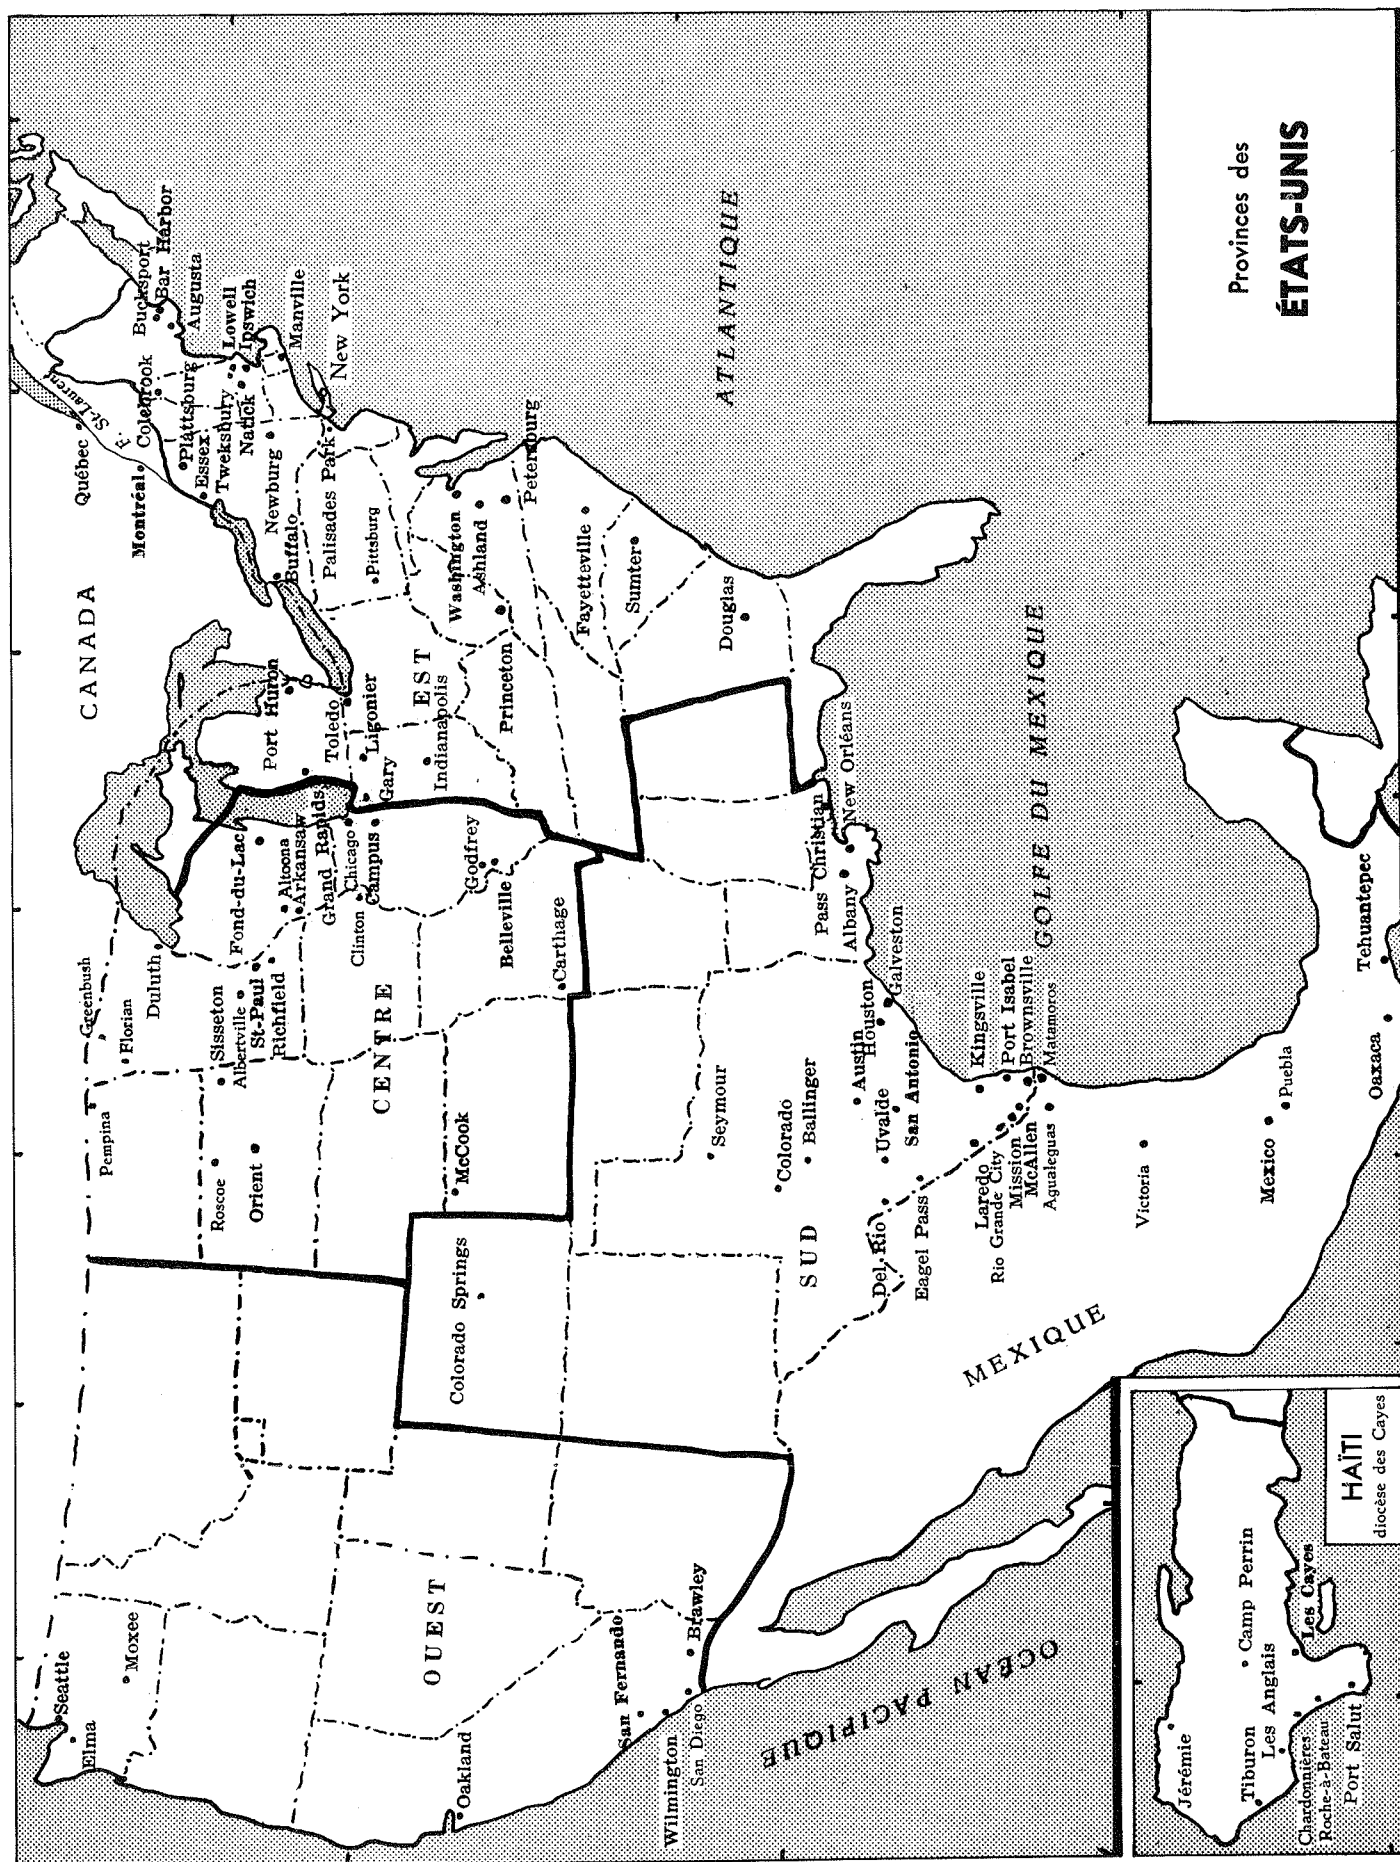 Provinces des
ÉTATS-UNIS
CANADA
Québec
F. St-Laurent
Montréal
Colebrook
Bucksport
Bar Harbor
Augusta
Plattsburg
Essex
Tweksbury
Lowell
Ipswich
Natick
Manville
Newburg
New York
Buffalo
Palisades Park
Pittsburg
Washington
Ashland
Petersburg
Fayetteville
Sumter
Douglas
EST
Port Huron
Toledo
Ligonier
Gary
Indianapolis
Princeton
Grand Rapids
Chicago
Campus
Clinton
Godfrey
Belleville
Carthage
Fond-du-Lac
Altoona
Arkansaw
Greenbush
Florian
Duluth
Sisseton
Albertville
St-Paul
Richfield
Pempina
Roscoe
Orient
CENTRE
McCook
Colorado Springs
OUEST
Seattle
Elma
Moxee
Oakland
San Fernando
Wilmington
San Diego
Brawley
SUD
Seymour
Colorado
Ballinger
Austin
Houston
Galveston
Uvalde
San Antonio
Del Rio
Eagel Pass
Laredo
Rio Grande City
Mission
McAllen
Agualeguas
Kingsville
Port Isabel
Brownsville
Matamoros
Pass Christian
New Orléans
Albany
ATLANTIQUE
GOLFE DU MEXIQUE
MEXIQUE
Victoria
Mexico
Puebla
Oaxaca
Tehuantepec
OCÉAN PACIFIQUE
HAÏTI
diocèse des Cayes
Jérémie
Camp Perrin
Les Cayes
Les Anglais
Tiburon
Chardonnières
Roche-à-Bateau
Port Salut